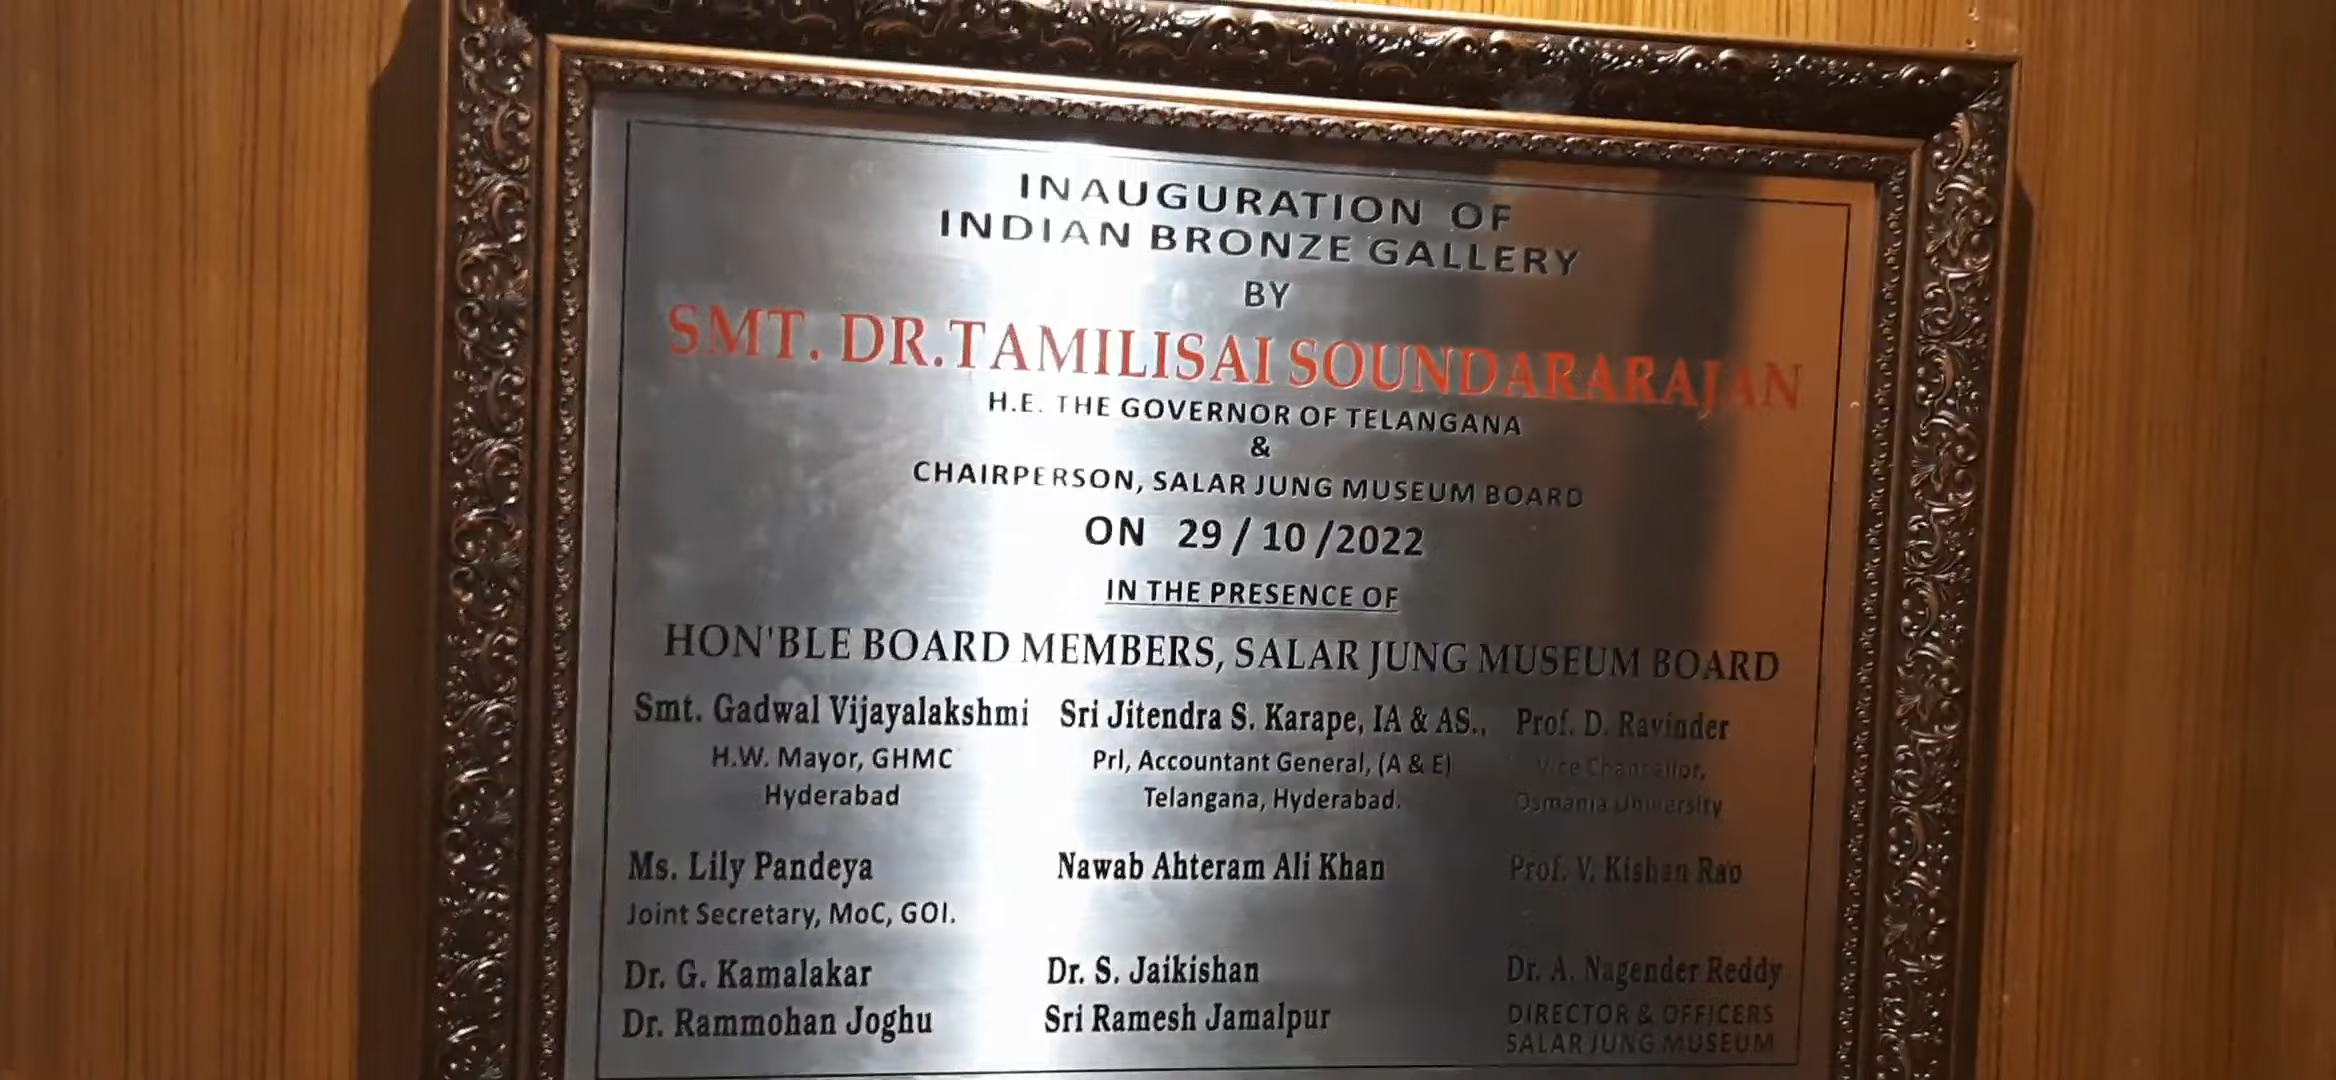 INAUGURATION OF
INDIAN BRONZE GALLERY
BY
SMT. DR.TAMILISAI SOUNDARARAJAN
H.E. THE GOVERNOR OF TELANGANA
&
CHAIRPERSON, SALAR JUNG MUSEUM BOARD
ON 29 / 10 /2022
IN THE PRESENCE OF
HON'BLE BOARD MEMBERS, SALAR JUNG MUSEUM BOARD
Smt. Gadwal Vijayalakshmi Sri Jitendra S. Karape, IA & AS., Prof. D. Ravinder
H.W. Mayor, GHMC Prl, Accountant General, (A & E) Vice Chancellor,
Hyderabad Telangana, Hyderabad. Osmania University
Ms. Lily Pandeya Nawab Ahteram Ali Khan Prof. V. Kishan Rao
Joint Secretary, MoC, GOI.
Dr. G. Kamalakar Dr. S. Jaikishan Dr. A. Nagender Reddy
Dr. Rammohan Joghu Sri Ramesh Jamalpur DIRECTOR & OFFICERS
SALAR JUNG MUSEUM